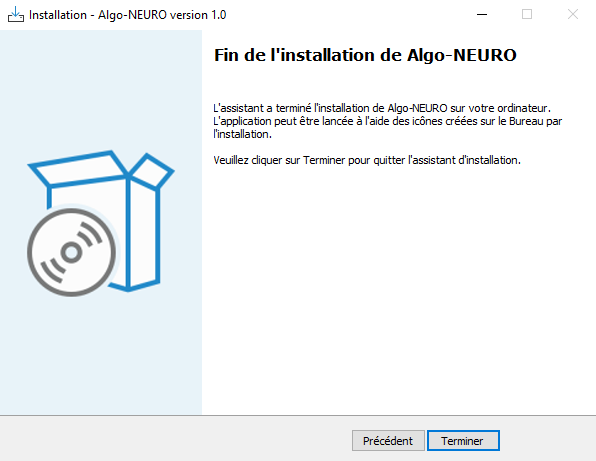 Installation - Algo-NEURO version 1.0
Fin de l'installation de Algo-NEURO
L'assistant a terminé l'installation de Algo-NEURO sur votre ordinateur.
L'application peut être lancée à l'aide des icônes créées sur le Bureau par
l'installation.
Veuillez cliquer sur Terminer pour quitter l'assistant d'installation.
Précédent
Terminer